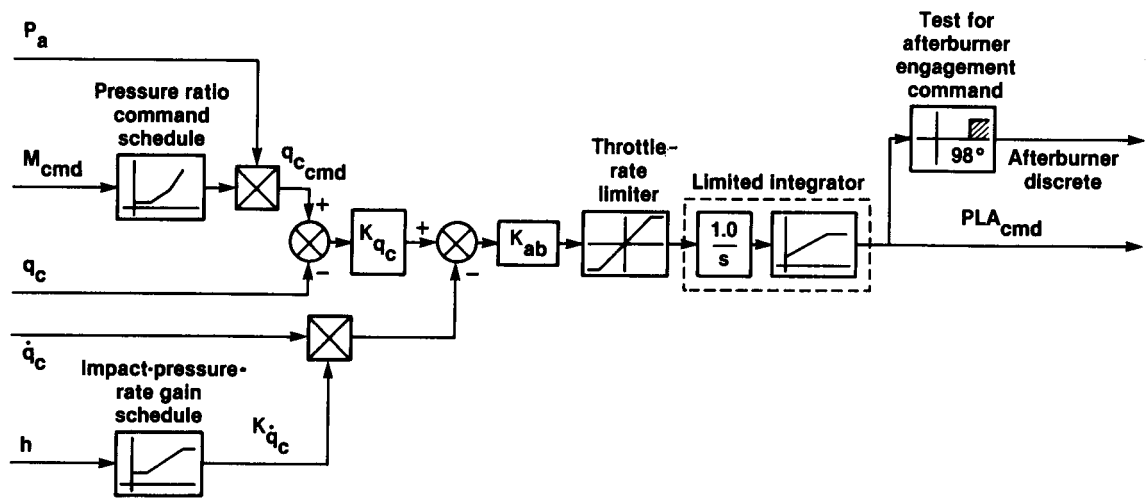 Pa
Pressure ratio
command
schedule
Mcmd
qccmd
+
−
Kqc
+
−
Kab
Throttle-
rate
limiter
Limited integrator
1.0
s
Test for
afterburner
engagement
command
98°
Afterburner
discrete
PLAcmd
qc
q̇c
Impact-pressure-
rate gain
schedule
h
Kq̇c